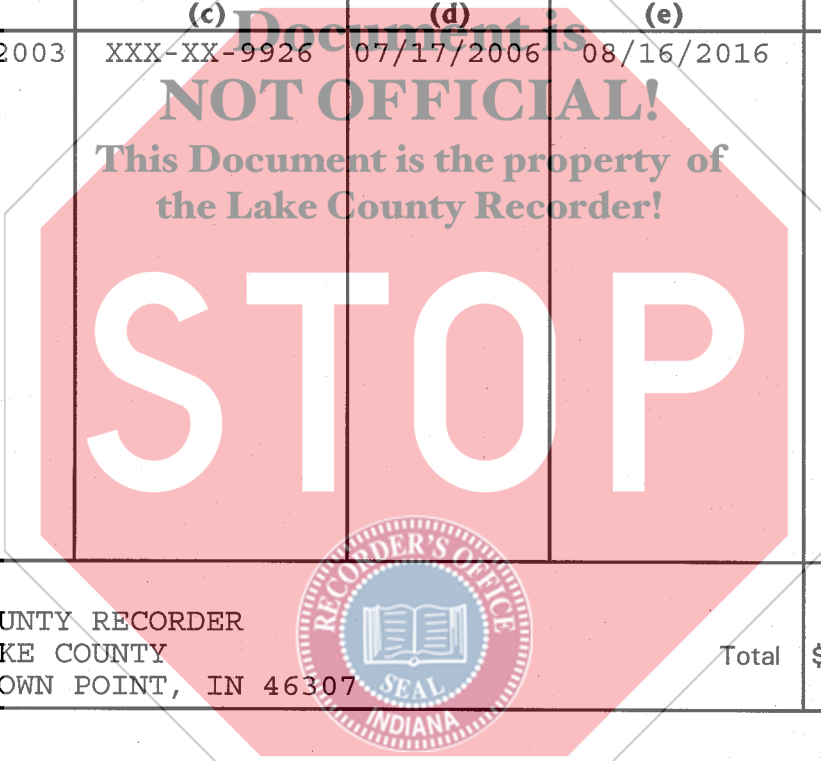 (c) (d) (e)
Document is
2003 XXX-XX-9926 07/17/2006 08/16/2016
NOT OFFICIAL!
This Document is the property of
the Lake County Recorder!
STOP
RECORDER'S OFFICE
SEAL
INDIANA
UNTY RECORDER
KE COUNTY
OWN POINT, IN 46307
Total $